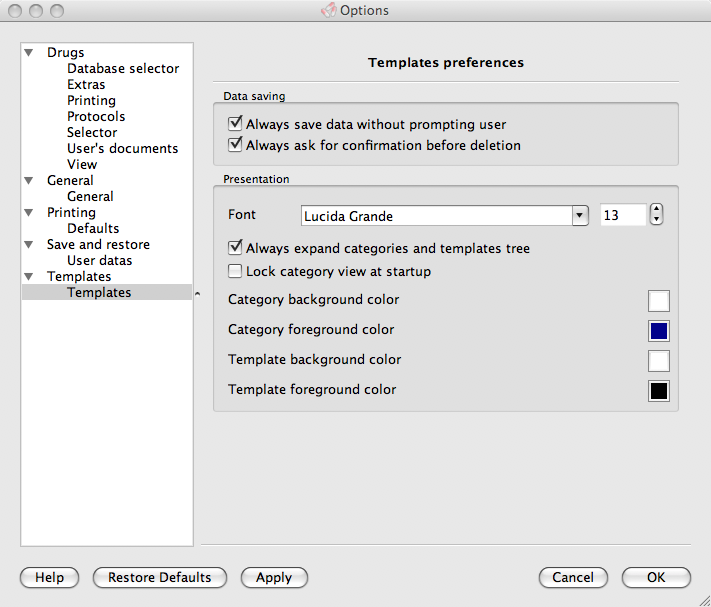 Options
Drugs
Database selector
Extras
Printing
Protocols
Selector
User's documents
View
General
General
Printing
Defaults
Save and restore
User datas
Templates
Templates
Templates preferences
Data saving
Always save data without prompting user
Always ask for confirmation before deletion
Presentation
Font Lucida Grande 13
Always expand categories and templates tree
Lock category view at startup
Category background color
Category foreground color
Template background color
Template foreground color
Help Restore Defaults Apply Cancel OK